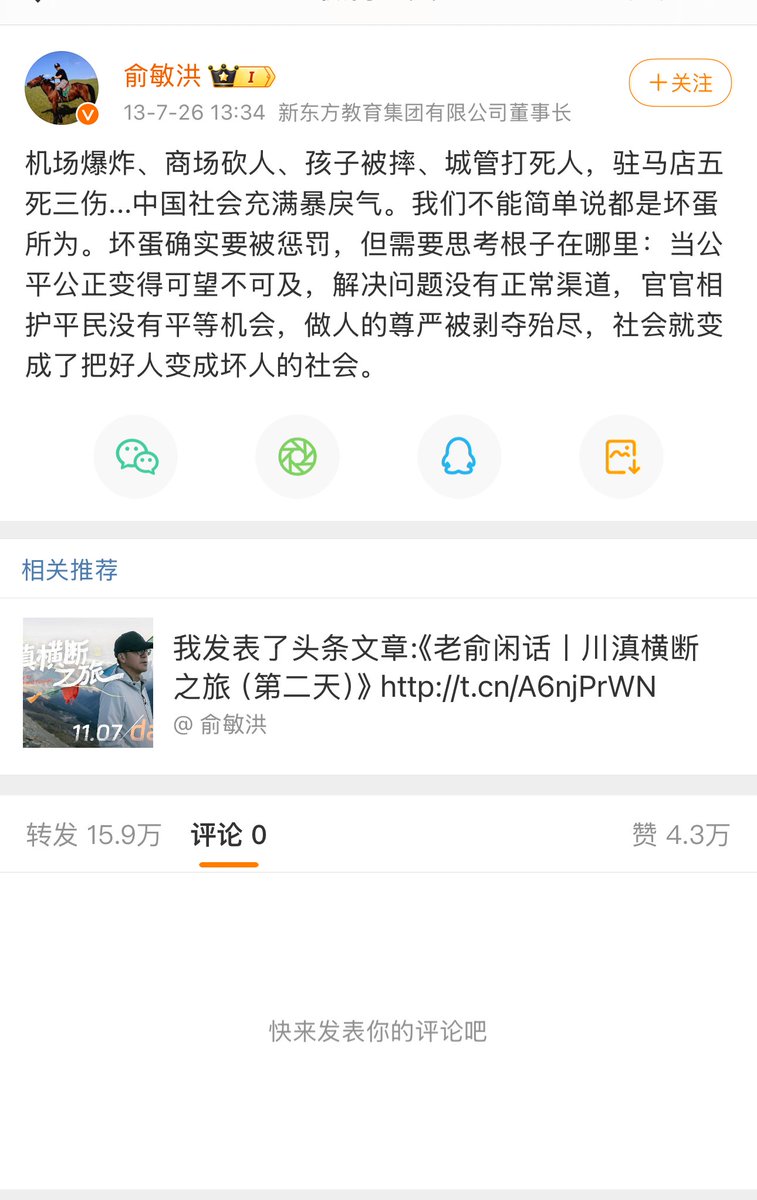 俞敏洪 I
+关注
13-7-26 13:34 新东方教育集团有限公司董事长
机场爆炸、商场砍人、孩子被摔、城管打死人，驻马店五
死三伤...中国社会充满暴戾气。我们不能简单说都是坏蛋
所为。坏蛋确实要被惩罚，但需要思考根子在哪里：当公
平公正变得可望不可及，解决问题没有正常渠道，官官相
护平民没有平等机会，做人的尊严被剥夺殆尽，社会就变
成了把好人变成坏人的社会。
相关推荐
滇横断
之旅
11.07 /da
我发表了头条文章:《老俞闲话丨川滇横断
之旅（第二天）》http://t.cn/A6njPrWN
@ 俞敏洪
转发 15.9万 评论 0 赞 4.3万
快来发表你的评论吧